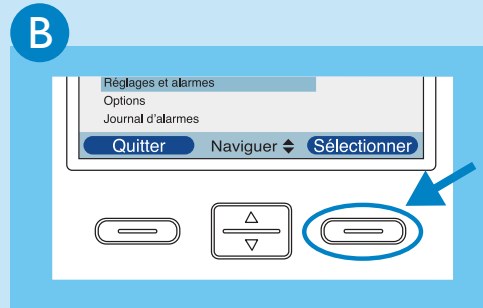 B
Réglages et alarmes
Options
Journal d'alarmes
Quitter Naviguer Sélectionner